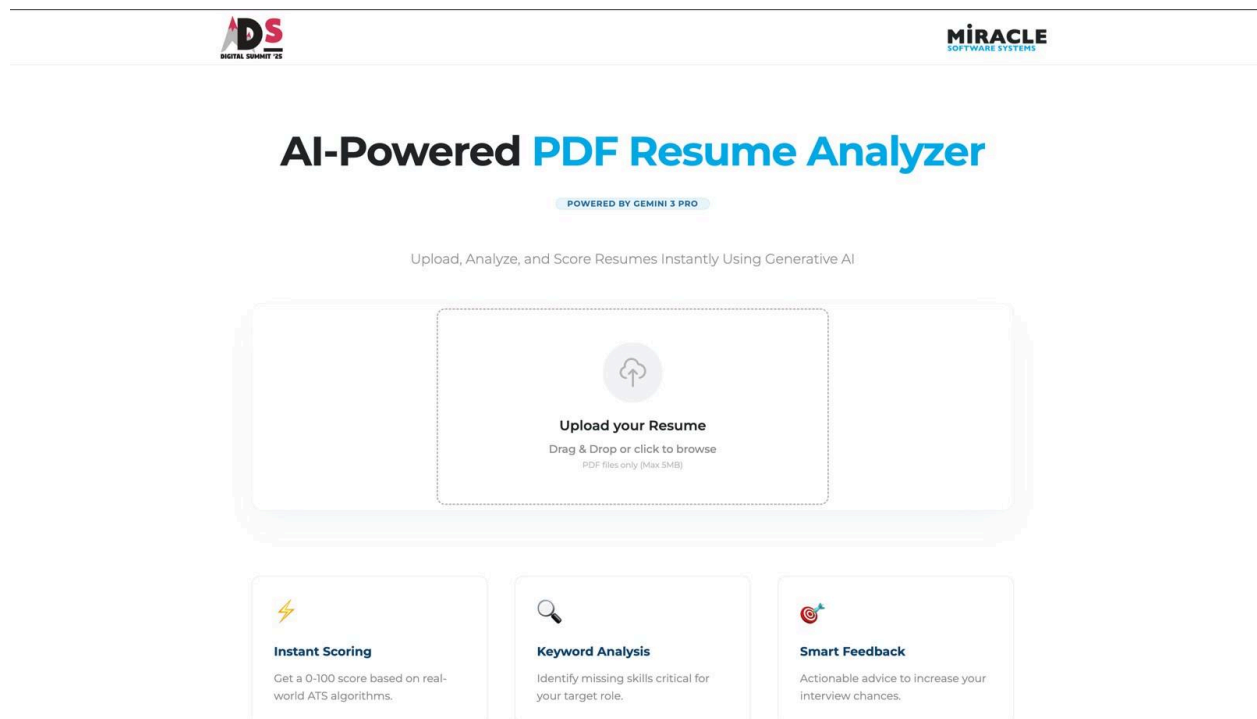 ADS
DIGITAL SUMMIT '25
MIRACLE
SOFTWARE SYSTEMS
AI-Powered PDF Resume Analyzer
POWERED BY GEMINI 3 PRO
Upload, Analyze, and Score Resumes Instantly Using Generative AI
Upload your Resume
Drag & Drop or click to browse
PDF files only (Max 5MB)
Instant Scoring
Get a 0-100 score based on real-
world ATS algorithms.
Keyword Analysis
Identify missing skills critical for
your target role.
Smart Feedback
Actionable advice to increase your
interview chances.